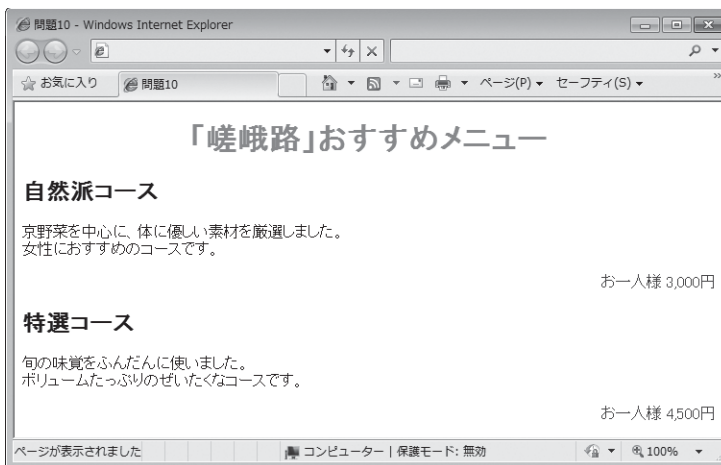 問題10 - Windows Internet Explorer
お気に入り 問題10 ページ(P) セーフティ(S) »
「嵯峨路」おすすめメニュー
自然派コース
京野菜を中心に、体に優しい素材を厳選しました。
女性におすすめのコースです。
お一人様 3,000円
特選コース
旬の味覚をふんだんに使いました。
ボリュームたっぷりのぜいたくなコースです。
お一人様 4,500円
ページが表示されました コンピューター | 保護モード: 無効 100%